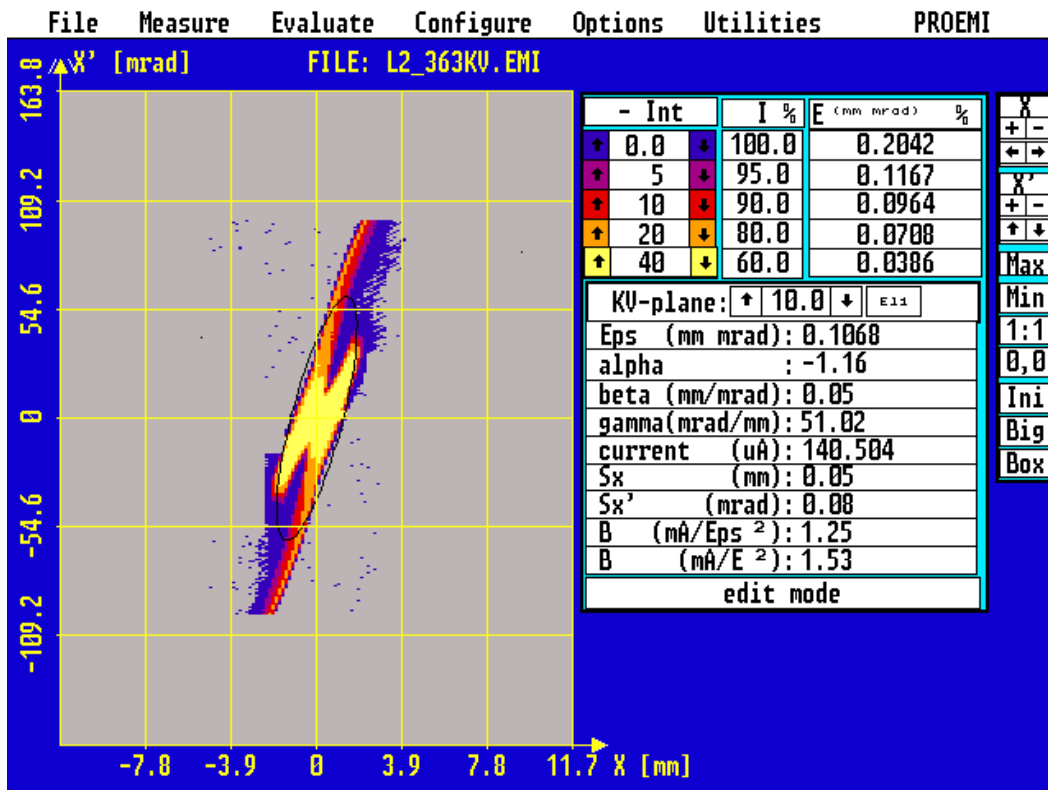 File Measure Evaluate Configure Options Utilities PROEMI
X' [mrad] FILE: L2_363KV.EMI
163.8
109.2
54.6
0
-54.6
-109.2
-7.8 -3.9 0 3.9 7.8 11.7 X [mm]
- Int I % E (mm mrad) %
0.0 100.0 0.2042
5 95.0 0.1167
10 90.0 0.0964
20 80.0 0.0708
40 60.0 0.0386
KV-plane: 10.0 Eli
Eps (mm mrad): 0.1068
alpha : -1.16
beta (mm/mrad): 0.05
gamma(mrad/mm): 51.02
current (uA): 140.504
Sx (mm): 0.05
Sx' (mrad): 0.08
B (mA/Eps ²): 1.25
B (mA/E ²): 1.53
edit mode
X
+ -
X'
+ -
Max
Min
1:1
0,0
Ini
Big
Box